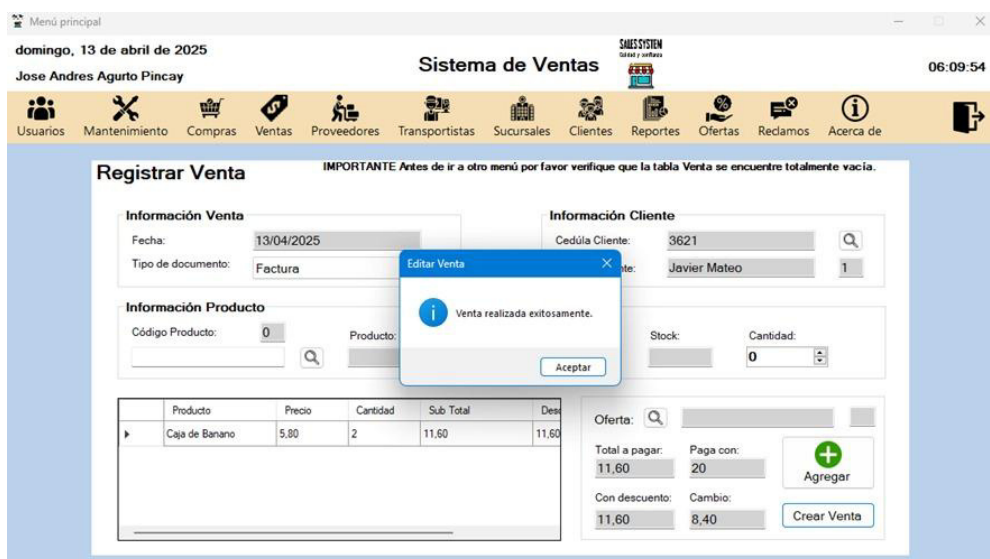 Menú principal
domingo, 13 de abril de 2025
Jose Andres Agurto Pincay
Sistema de Ventas
SALES SYSTEM
Calidad y confianza
06:09:54
Usuarios Mantenimiento Compras Ventas Proveedores Transportistas Sucursales Clientes Reportes Ofertas Reclamos Acerca de
Registrar Venta
IMPORTANTE Antes de ir a otro menú por favor verifique que la tabla Venta se encuentre totalmente vacía.
Información Venta
Fecha: 13/04/2025
Tipo de documento: Factura
Información Cliente
Cedúla Cliente: 3621
nte: Javier Mateo 1
Editar Venta
Venta realizada exitosamente.
Aceptar
Información Producto
Código Producto: 0
Producto:
Stock:
Cantidad:
0
Producto Precio Cantidad Sub Total Desc
Caja de Banano 5,80 2 11,60 11,60
Oferta:
Total a pagar: Paga con:
11,60 20
Agregar
Con descuento: Cambio:
11,60 8,40
Crear Venta